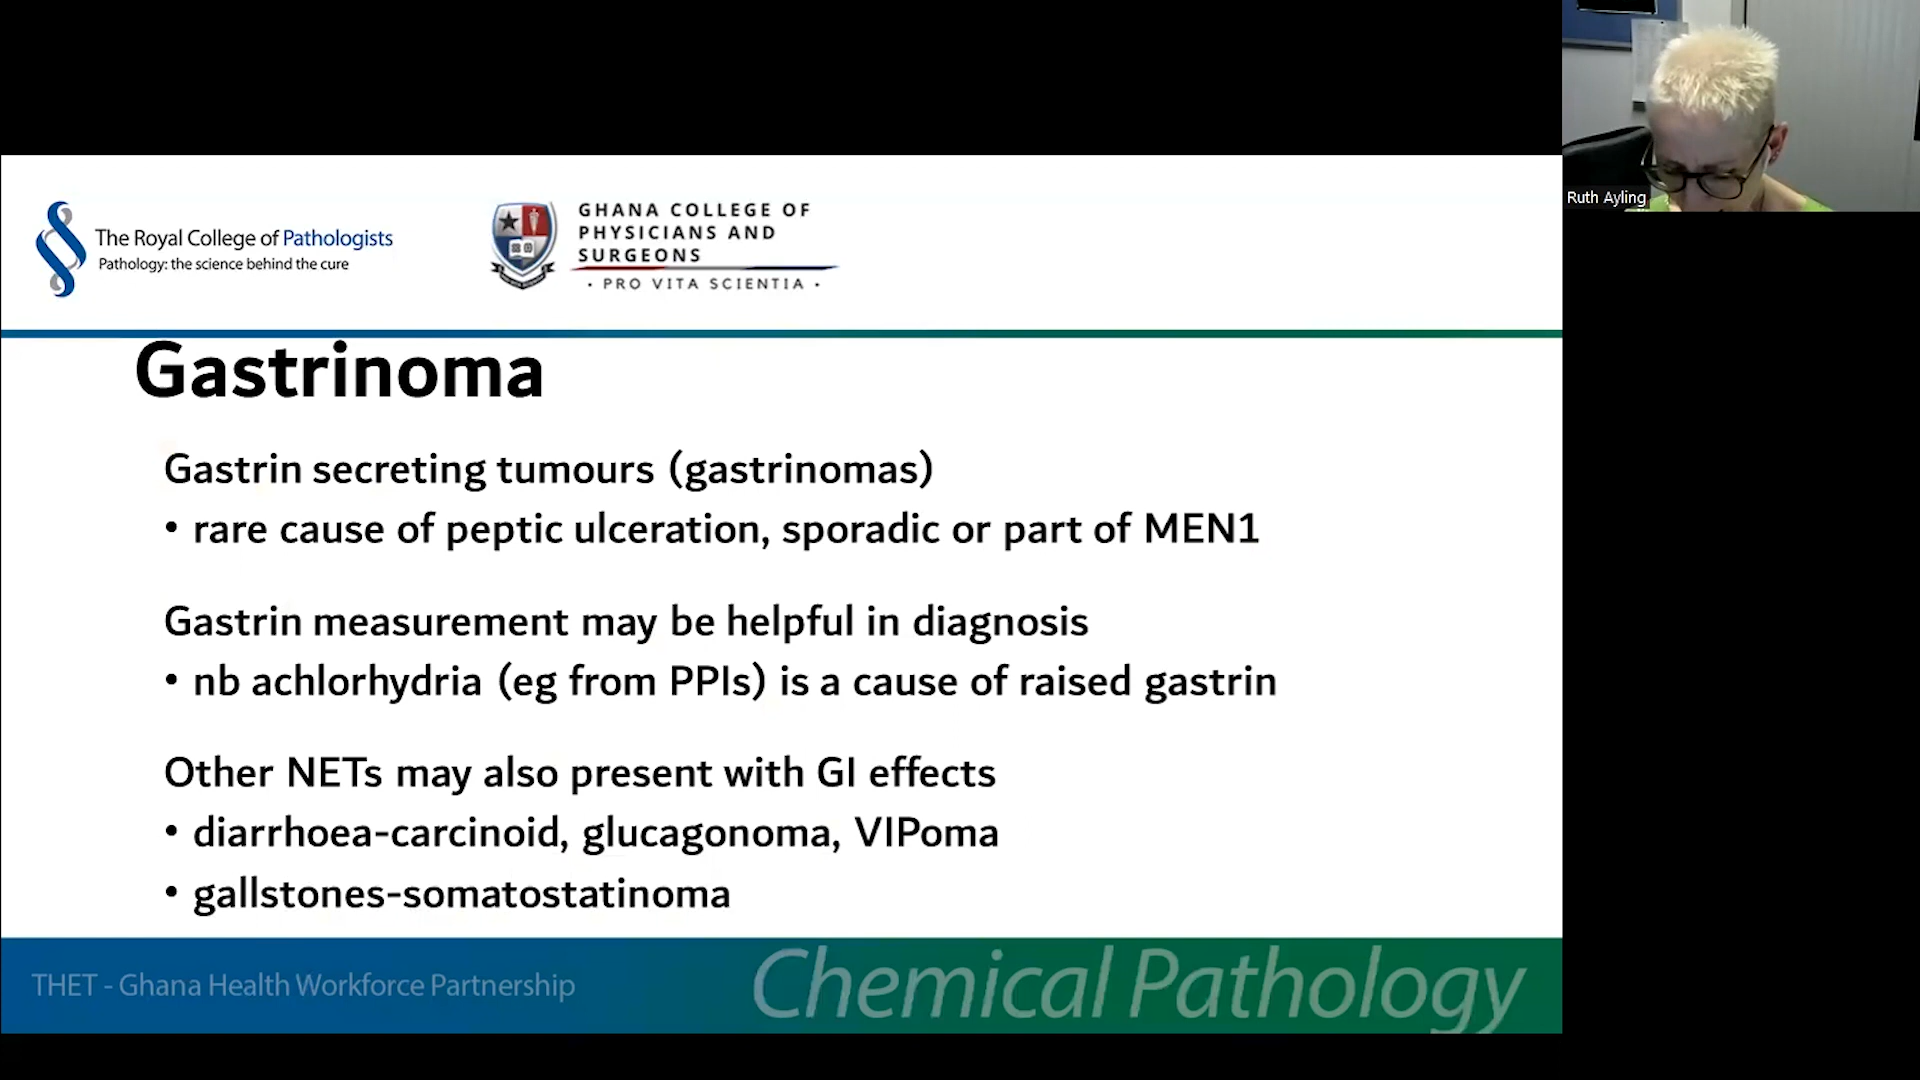 Ruth Ayling
The Royal College of Pathologists
Pathology: the science behind the cure
GHANA COLLEGE OF
PHYSICIANS AND
SURGEONS
· PRO VITA SCIENTIA ·
Gastrinoma
Gastrin secreting tumours (gastrinomas)
• rare cause of peptic ulceration, sporadic or part of MEN1
Gastrin measurement may be helpful in diagnosis
• nb achlorhydria (eg from PPIs) is a cause of raised gastrin
Other NETs may also present with GI effects
• diarrhoea-carcinoid, glucagonoma, VIPoma
• gallstones-somatostatinoma
THET - Ghana Health Workforce Partnership
Chemical Pathology